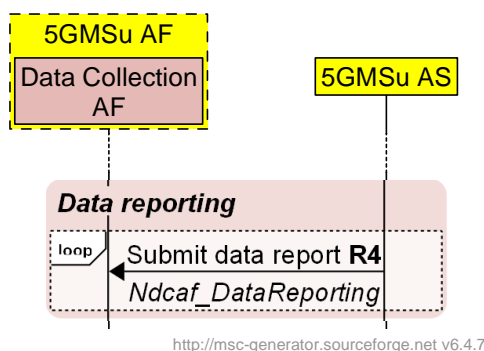 5GMSu AF
Data Collection
AF
5GMSu AS
Data reporting
loop
Submit data report R4
Ndcaf_DataReporting
http://msc-generator.sourceforge.net v6.4.7